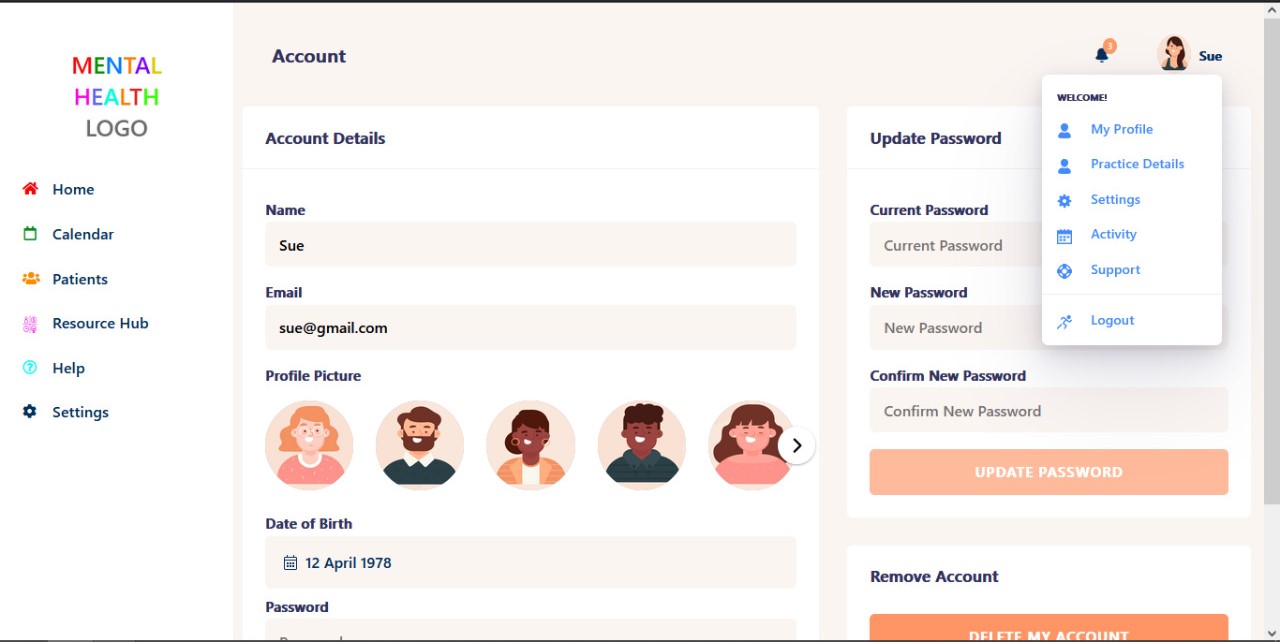 MENTAL
HEALTH
LOGO
Home
Calendar
Patients
Resource Hub
Help
Settings
Account
3
Sue
WELCOME!
My Profile
Practice Details
Settings
Activity
Support
Logout
Account Details
Name
Sue
Email
sue@gmail.com
Profile Picture
Date of Birth
12 April 1978
Password
Update Password
Current Password
Current Password
New Password
New Password
Confirm New Password
Confirm New Password
UPDATE PASSWORD
Remove Account
DELETE MY ACCOUNT